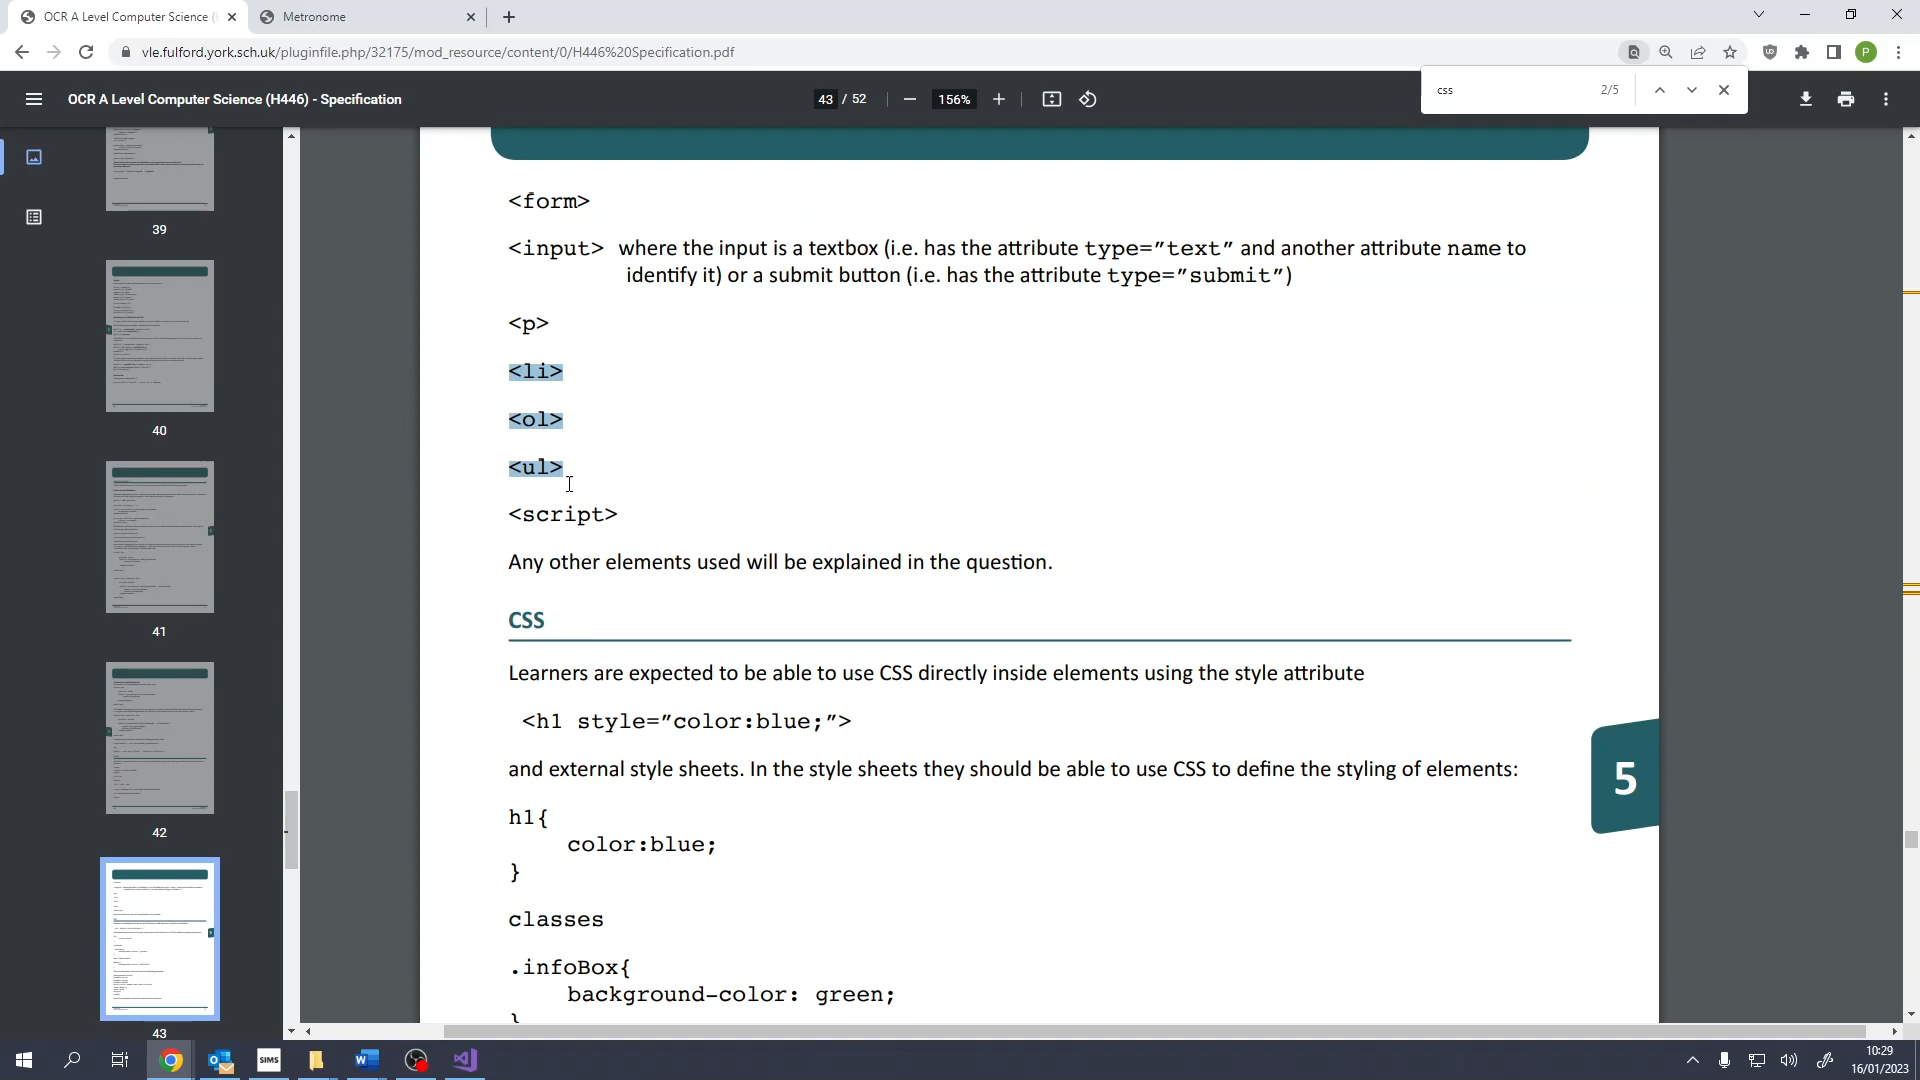 OCR A Level Computer Science (
Metronome
vle.fulford.york.sch.uk/pluginfile.php/32175/mod_resource/content/0/H446%20Specification.pdf
P
css
2/5
OCR A Level Computer Science (H446) - Specification
43 / 52
156%
39
40
41
42
43
<form>
<input> where the input is a textbox (i.e. has the attribute type=”text” and another attribute name to
identify it) or a submit button (i.e. has the attribute type=”submit”)
<p>
<li>
<ol>
<ul>
<script>
Any other elements used will be explained in the question.
CSS
Learners are expected to be able to use CSS directly inside elements using the style attribute
<h1 style=”color:blue;”>
and external style sheets. In the style sheets they should be able to use CSS to define the styling of elements:
h1{
color:blue;
}
classes
.infoBox{
background-color: green;
}
5
SIMS
10:29
16/01/2023